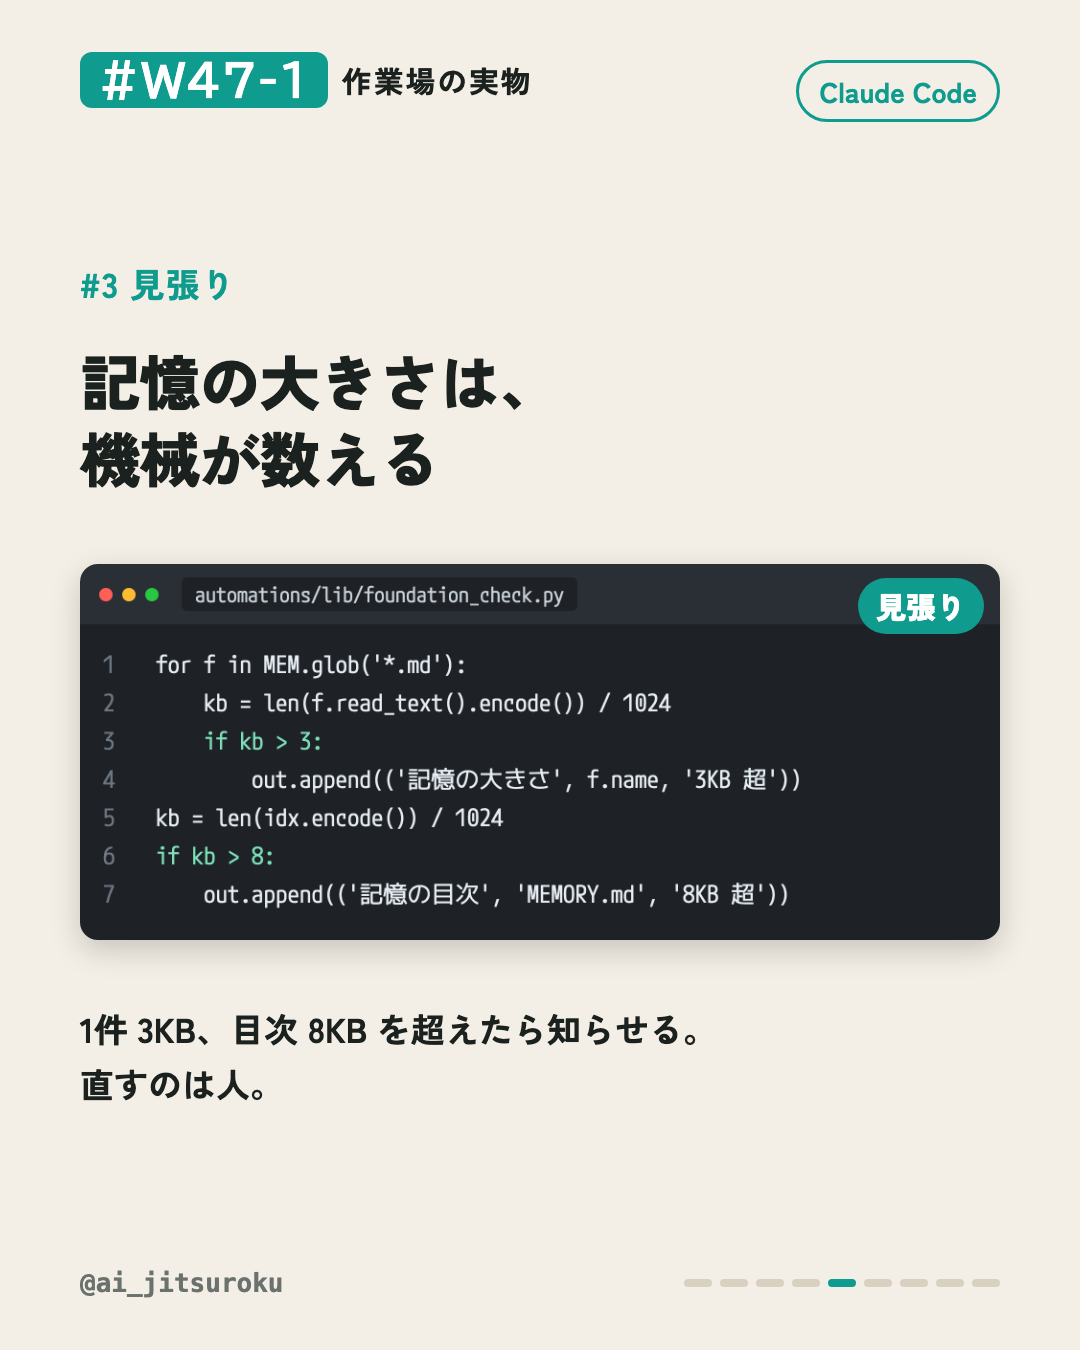 #W47-1 作業場の実物
Claude Code
#3 見張り
記憶の大きさは、
機械が数える
automations/lib/foundation_check.py
見張り
1 for f in MEM.glob('*.md'):
2 kb = len(f.read_text().encode()) / 1024
3 if kb > 3:
4 out.append(('記憶の大きさ', f.name, '3KB 超'))
5 kb = len(idx.encode()) / 1024
6 if kb > 8:
7 out.append(('記憶の目次', 'MEMORY.md', '8KB 超'))
1件 3KB、目次 8KB を超えたら知らせる。
直すのは人。
@ai_jitsuroku